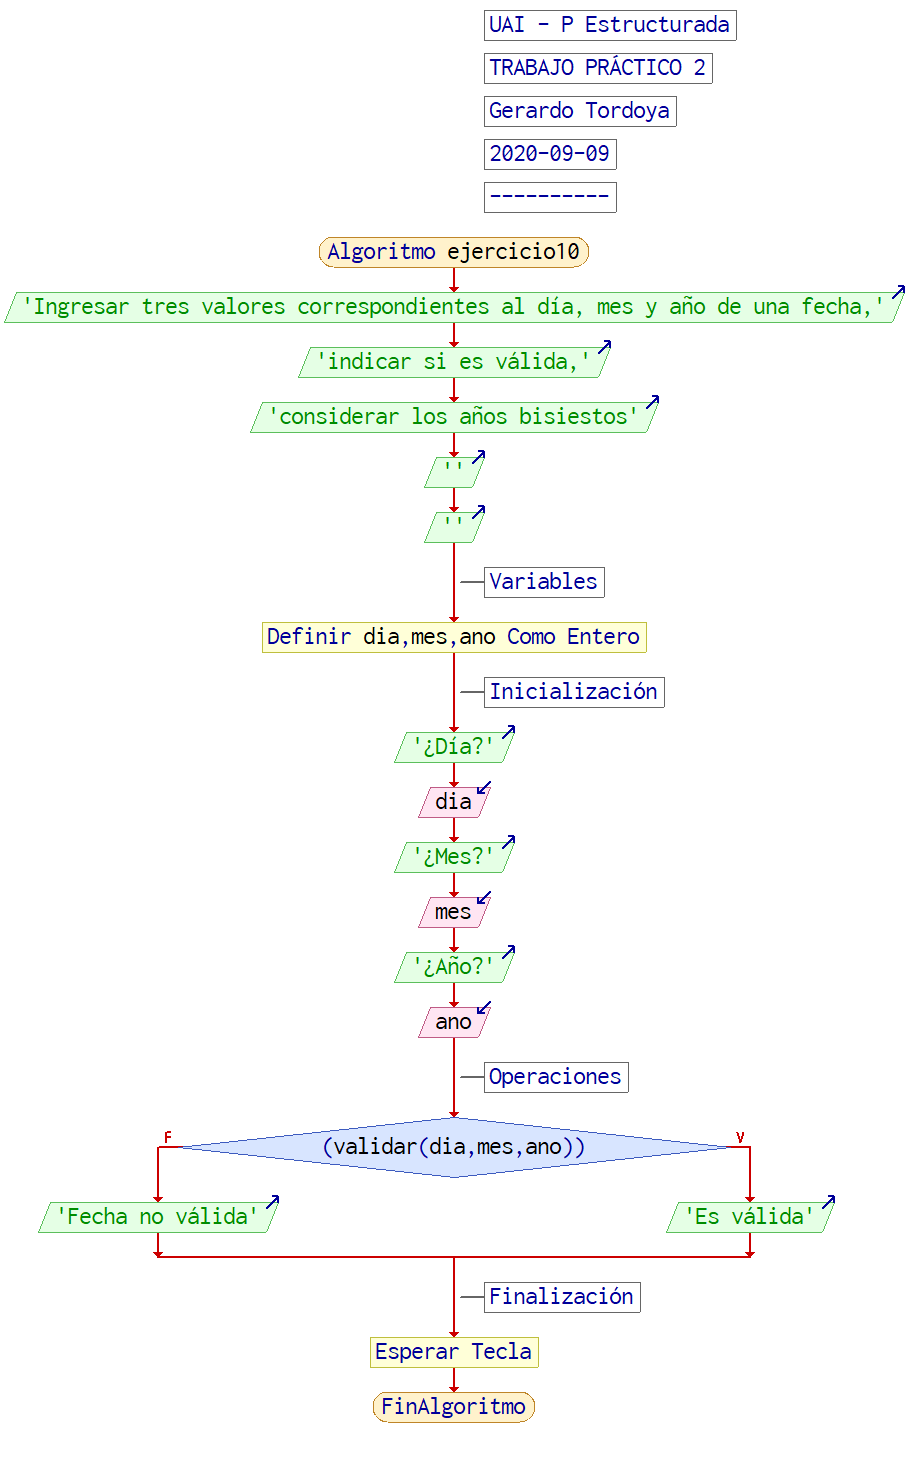 UAI - P Estructurada
TRABAJO PRÁCTICO 2
Gerardo Tordoya
2020-09-09
----------
Algoritmo ejercicio10
'Ingresar tres valores correspondientes al día, mes y año de una fecha,'
'indicar si es válida,'
'considerar los años bisiestos'
''
''
Variables
Definir dia,mes,ano Como Entero
Inicialización
'¿Día?'
dia
'¿Mes?'
mes
'¿Año?'
ano
Operaciones
F
V
(validar(dia,mes,ano))
'Fecha no válida'
'Es válida'
Finalización
Esperar Tecla
FinAlgoritmo